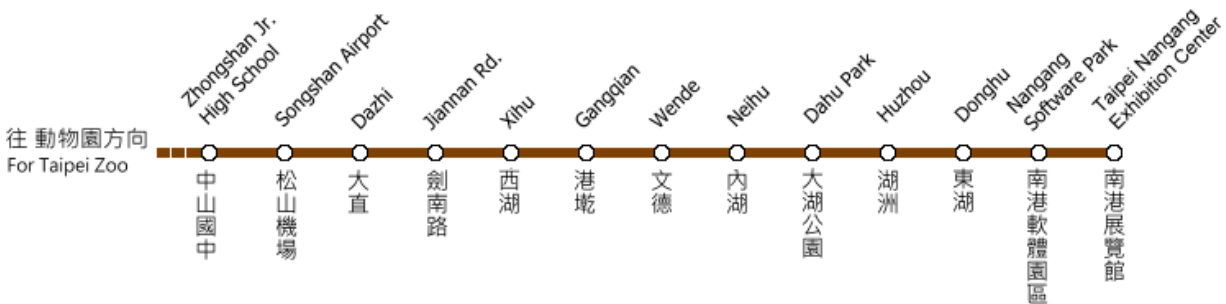 Zhongshan Jr.
High School
Songshan Airport
Dazhi
Jiannan Rd.
Xihu
Gangqian
Wende
Neihu
Dahu Park
Huzhou
Donghu
Nangang
Software Park
Taipei Nangang
Exhibition Center
往 動物園方向
For Taipei Zoo
中山國中
松山機場
大直
劍南路
西湖
港墘
文德
內湖
大湖公園
湖洲
東湖
南港軟體園區
南港展覽館